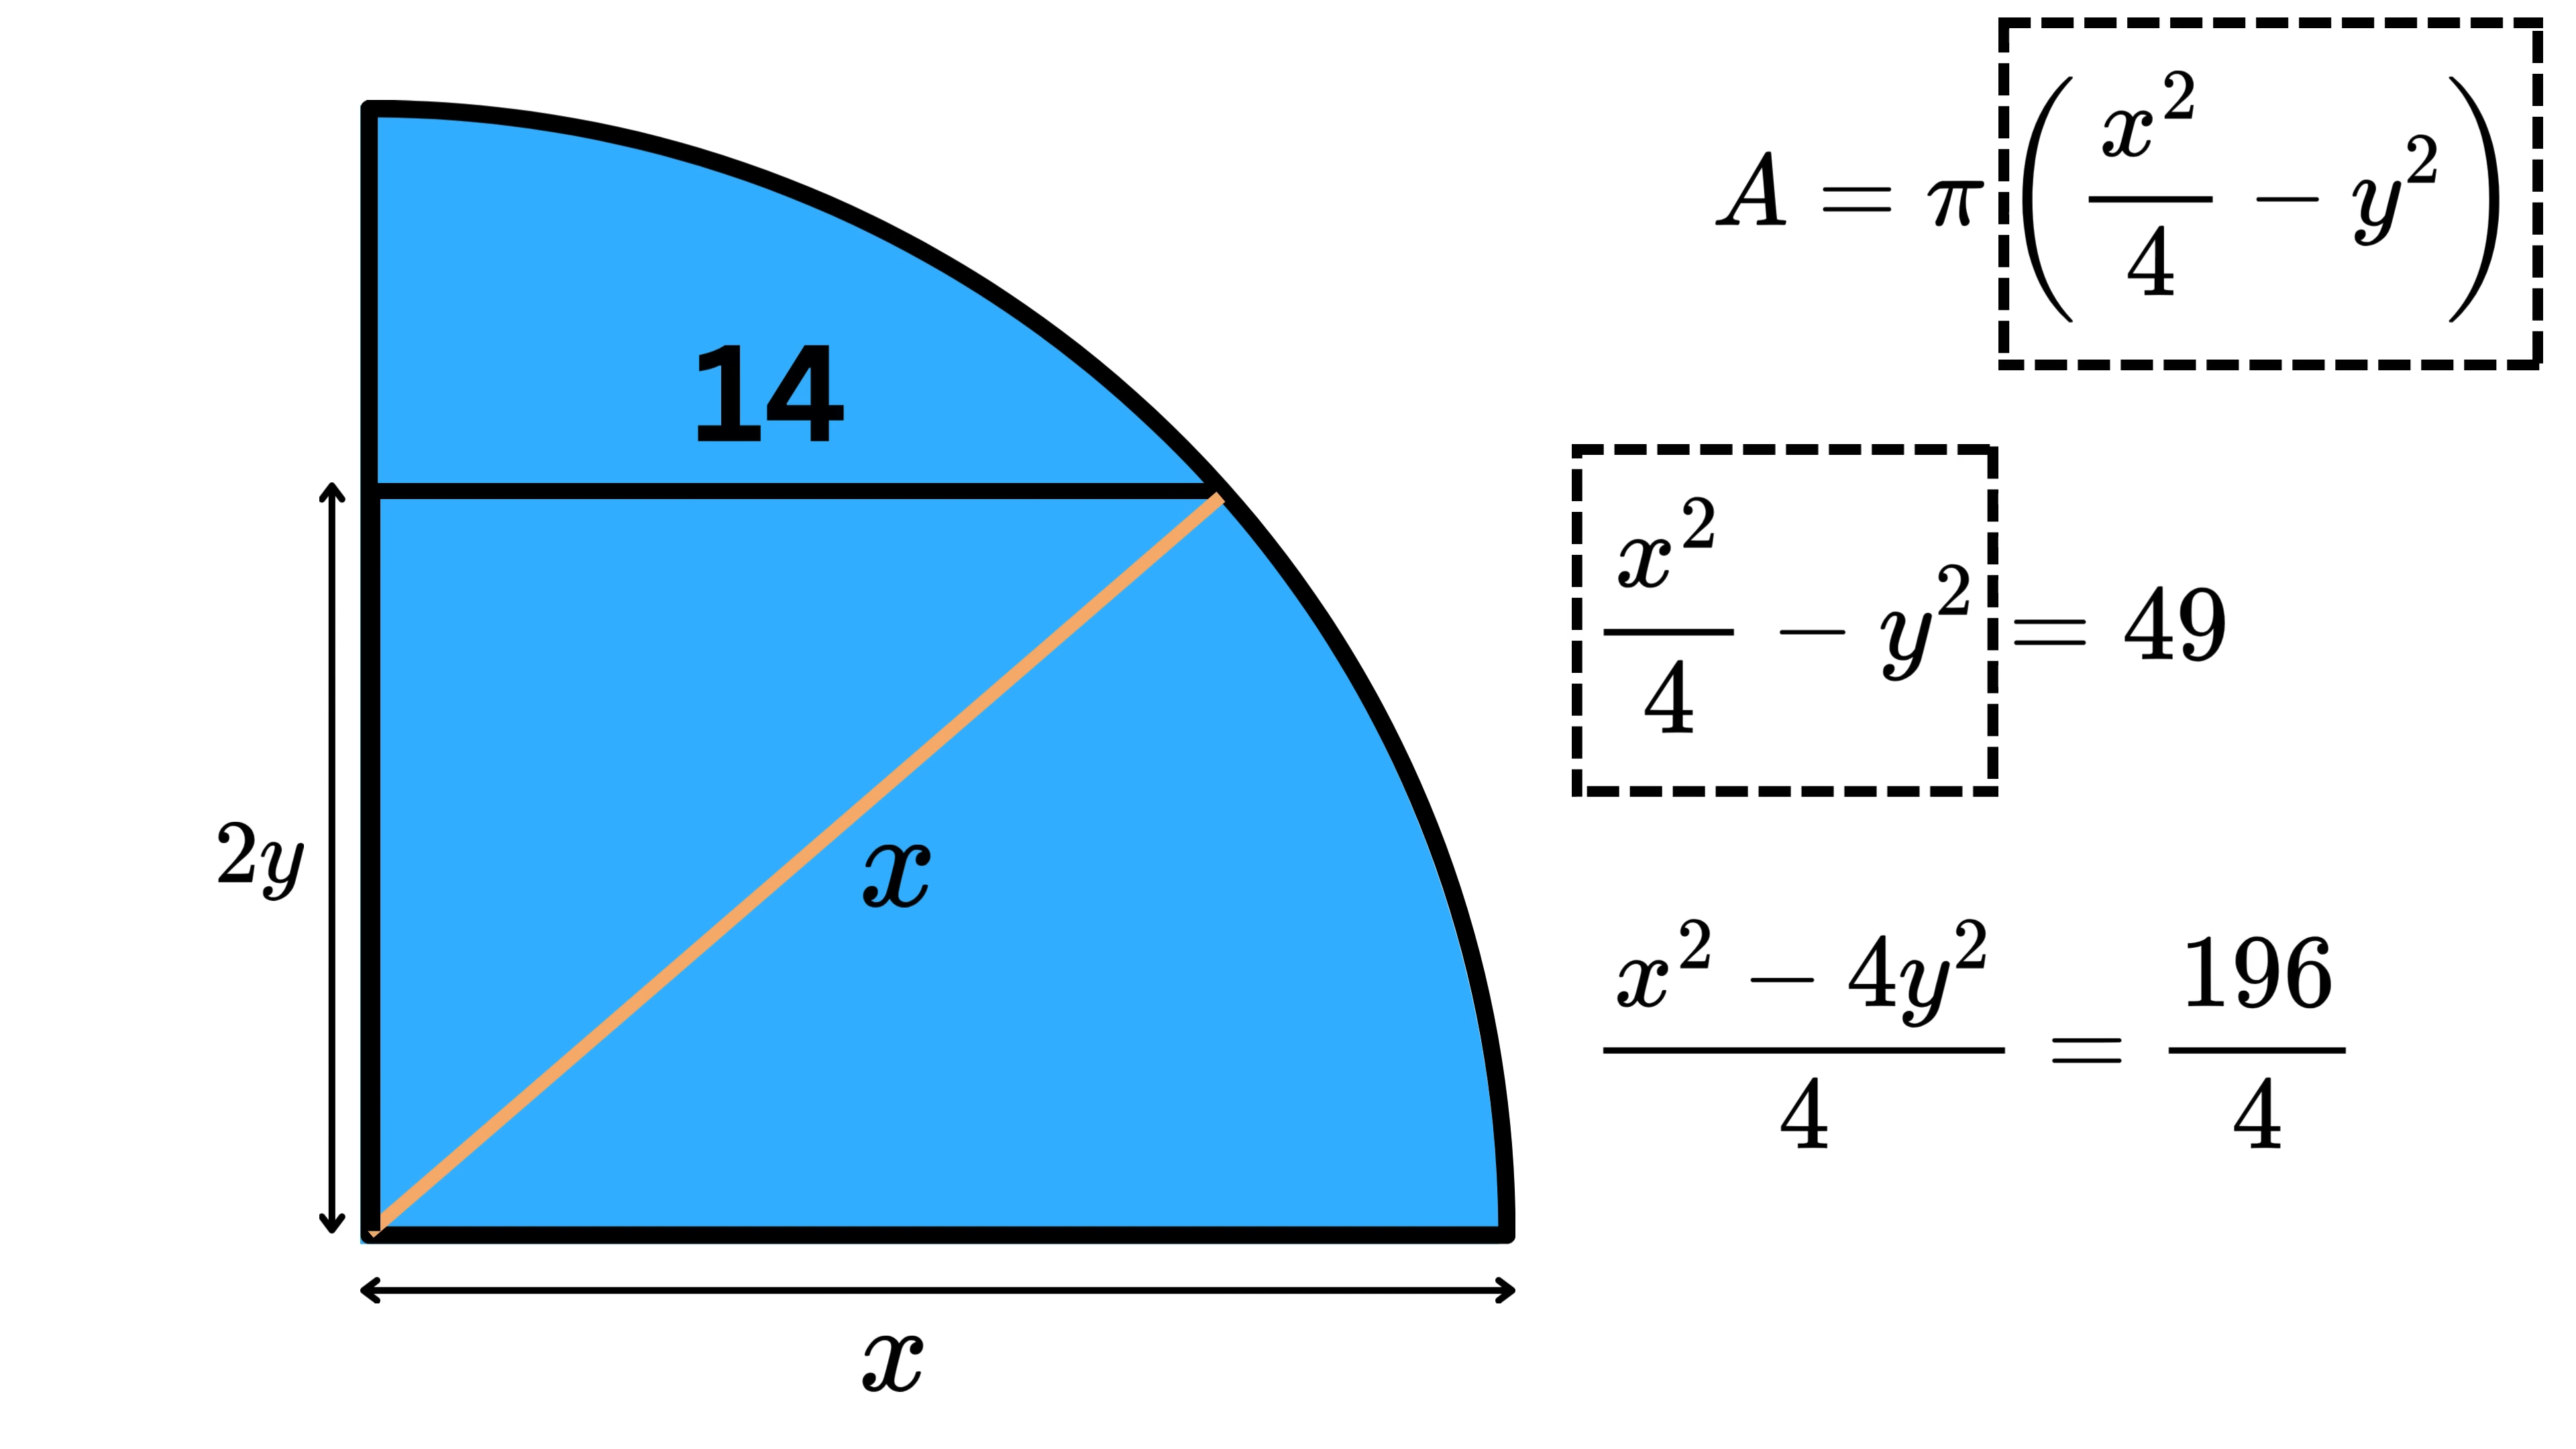 14
2y
x
x
A = π(x²/4 − y²)
x²/4 − y² = 49
(x² − 4y²)/4 = 196/4